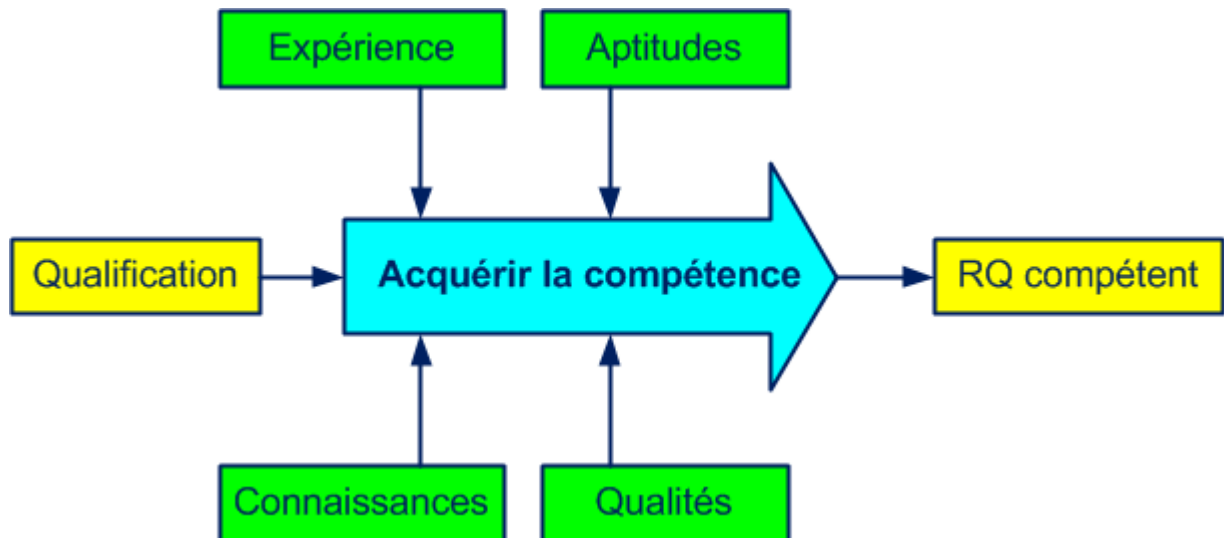 Expérience
Aptitudes
Qualification
Acquérir la compétence
RQ compétent
Connaissances
Qualités